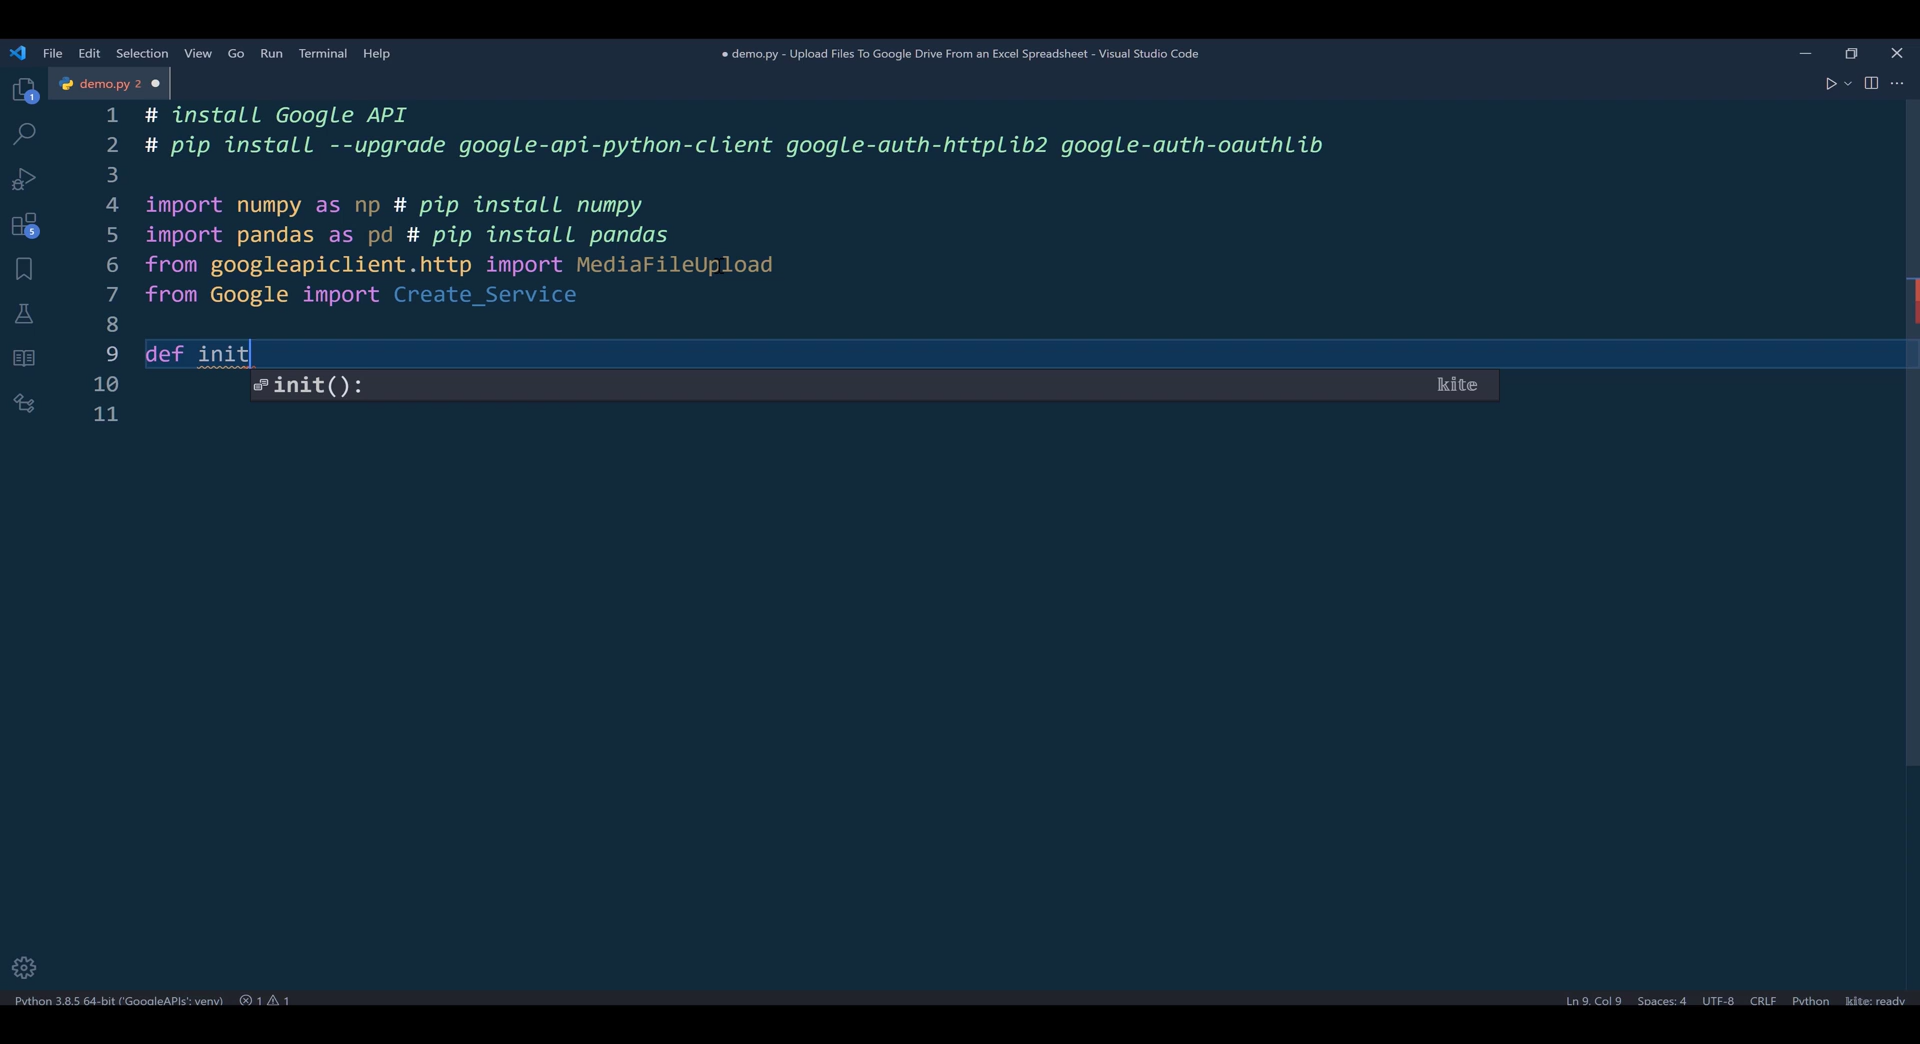 File Edit Selection View Go Run Terminal Help ● demo.py - Upload Files To Google Drive From an Excel Spreadsheet - Visual Studio Code
demo.py 2
1 # install Google API
2 # pip install --upgrade google-api-python-client google-auth-httplib2 google-auth-oauthlib
3
4 import numpy as np # pip install numpy
5 import pandas as pd # pip install pandas
6 from googleapiclient.http import MediaFileUpload
7 from Google import Create_Service
8
9 def init
10 init(): kite
11
1
5
Python 3.8.5 64-bit ('GoogleAPIs': venv) 1 1 Ln 9, Col 9 Spaces: 4 UTF-8 CRLF Python kite: ready